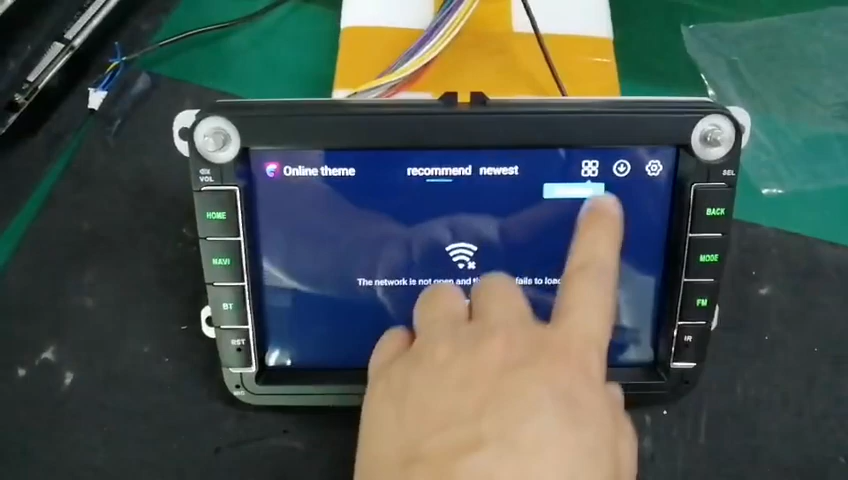 VOL
HOME
NAVI
BT
RST
Online theme
recommend
newest
The network is not open and th
fails to loa
SEL
BACK
MODE
FM
IR